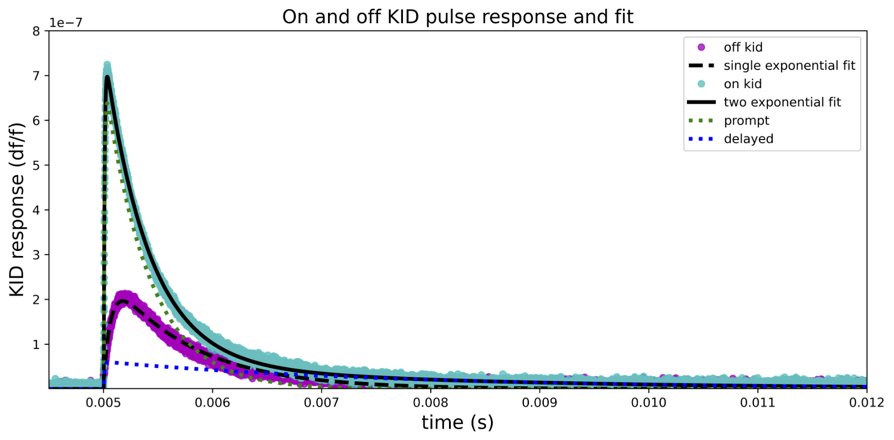 On and off KID pulse response and fit
1e−7
8
7
6
5
4
3
2
1
KID response (df/f)
off kid
single exponential fit
on kid
two exponential fit
prompt
delayed
0.005 0.006 0.007 0.008 0.009 0.010 0.011 0.012
time (s)